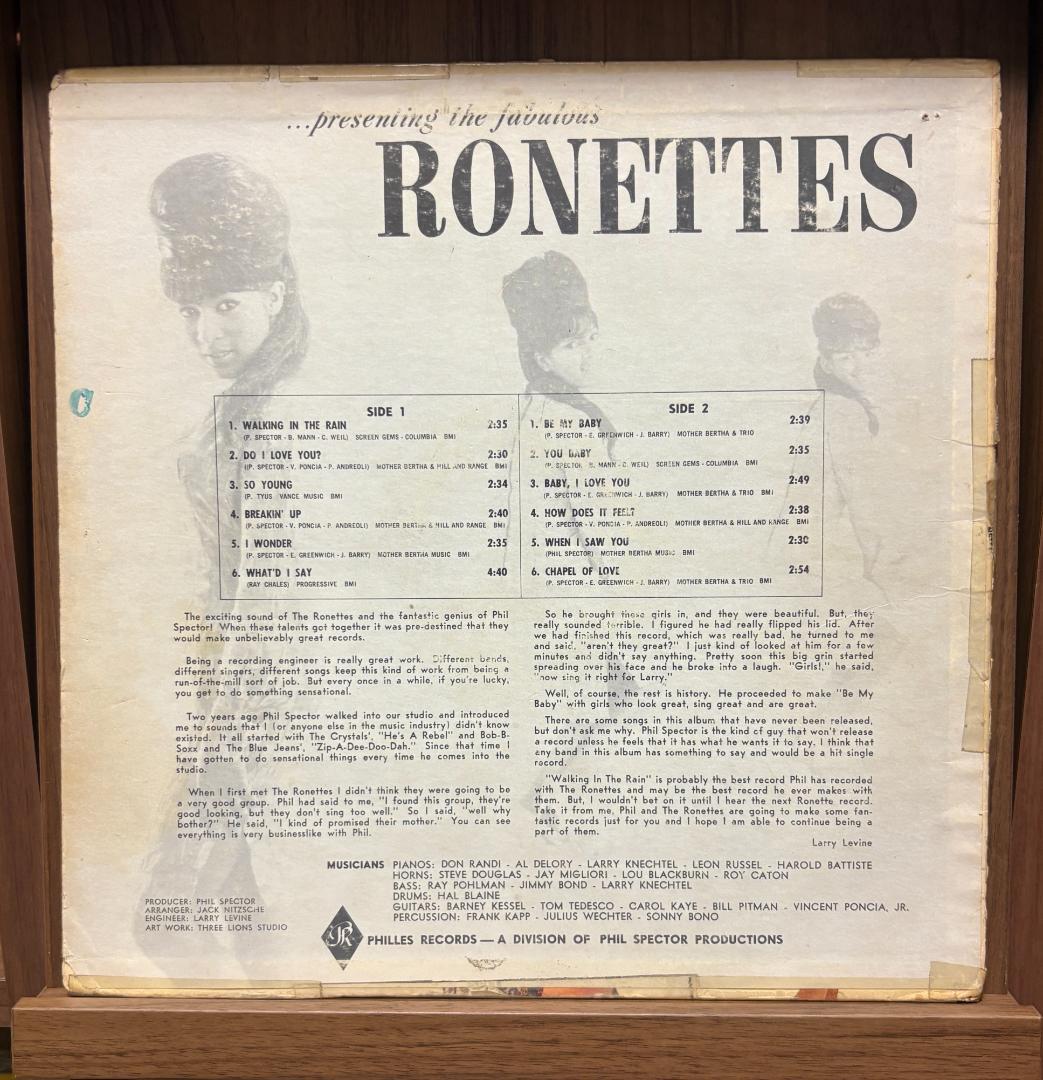 ...presenting the fabulous
RONETTES
SIDE 1
1. WALKING IN THE RAIN 2:35
(P. SPECTOR - B. MANN - C. WEIL) SCREEN GEMS - COLUMBIA BMI
2. DO I LOVE YOU? 2:30
((P. SPECTOR - V. PONCIA - P. ANDREOLI) MOTHER BERTHA & HILL AND RANGE BMI
3. SO YOUNG 2:34
(P. TYUS VANCE MUSIC BMI
4. BREAKIN' UP 2:40
(P. SPECTOR - V. PONCIA - P. ANDREOLI) MOTHER BERTHA & HILL AND RANGE BMI
5. I WONDER 2:35
(P. SPECTOR - E. GREENWICH - J. BARRY) MOTHER BERTHA MUSIC BMI
6. WHAT'D I SAY 4:40
(RAY CHALES) PROGRESSIVE BMI
SIDE 2
1. BE MY BABY 2:39
(P. SPECTOR - E. GREENWICH - J. BARRY) MOTHER BERTHA & TRIO
2. YOU BABY 2:35
(P. SPECTOR B. MANN - C. WEIL) SCREEN GEMS - COLUMBIA BMI
3. BABY, I LOVE YOU 2:49
(P. SPECTOR - E. GREENWICH - J. BARRY) MOTHER BERTHA & TRIO BMI
4. HOW DOES IT FEEL? 2:38
(P. SPECTOR - V. PONCIA - P. ANDREOLI) MOTHER BERTHA & HILL AND RANGE BMI
5. WHEN I SAW YOU 2:30
(PHIL SPECTOR) MOTHER BERTHA MUSIC BMI
6. CHAPEL OF LOVE 2:54
(P. SPECTOR - E. GREENWICH - J. BARRY) MOTHER BERTHA & TRIO BMI
The exciting sound of The Ronettes and the fantastic genius of Phil
Spector! When these talents got together it was pre-destined that they
would make unbelievably great records.
Being a recording engineer is really great work. Different bands,
different singers, different songs keep this kind of work from being a
run-of-the-mill sort of job. But every once in a while, if you're lucky,
you get to do something sensational.
Two years ago Phil Spector walked into our studio and introduced
me to sounds that I (or anyone else in the music industry) didn't know
existed. It all started with The Crystals', "He's A Rebel" and Bob-B-
Soxx and The Blue Jeans', "Zip-A-Dee-Doo-Dah." Since that time I
have gotten to do sensational things every time he comes into the
studio.
When I first met The Ronettes I didn't think they were going to be
a very good group. Phil had said to me, "I found this group, they're
good looking, but they don't sing too well." So I said, "well why
bother?" He said, "I kind of promised their mother." You can see
everything is very businesslike with Phil.
So he brought these girls in, and they were beautiful. But, they
really sounded terrible. I figured he had really flipped his lid. After
we had finished this record, which was really bad, he turned to me
and said, "aren't they great?" I just kind of looked at him for a few
minutes and didn't say anything. Pretty soon this big grin started
spreading over his face and he broke into a laugh. "Girls!," he said,
"now sing it right for Larry."
Well, of course, the rest is history. He proceeded to make "Be My
Baby" with girls who look great, sing great and are great.
There are some songs in this album that have never been released,
but don't ask me why. Phil Spector is the kind of guy that won't release
a record unless he feels that it has what he wants it to say. I think that
any band in this album has something to say and would be a hit single
record.
"Walking In The Rain" is probably the best record Phil has recorded
with The Ronettes and may be the best record he ever makes with
them. But, I wouldn't bet on it until I hear the next Ronette record.
Take it from me, Phil and The Ronettes are going to make some fan-
tastic records just for you and I hope I am able to continue being a
part of them.
Larry Levine
MUSICIANS PIANOS: DON RANDI - AL DELORY - LARRY KNECHTEL - LEON RUSSEL - HAROLD BATTISTE
HORNS: STEVE DOUGLAS - JAY MIGLIORI - LOU BLACKBURN - ROY CATON
BASS: RAY POHLMAN - JIMMY BOND - LARRY KNECHTEL
DRUMS: HAL BLAINE
GUITARS: BARNEY KESSEL - TOM TEDESCO - CAROL KAYE - BILL PITMAN - VINCENT PONCIA, JR.
PERCUSSION: FRANK KAPP - JULIUS WECHTER - SONNY BONO
PRODUCER: PHIL SPECTOR
ARRANGER: JACK NITZSCHE
ENGINEER: LARRY LEVINE
ART WORK: THREE LIONS STUDIO
PR PHILLES RECORDS — A DIVISION OF PHIL SPECTOR PRODUCTIONS